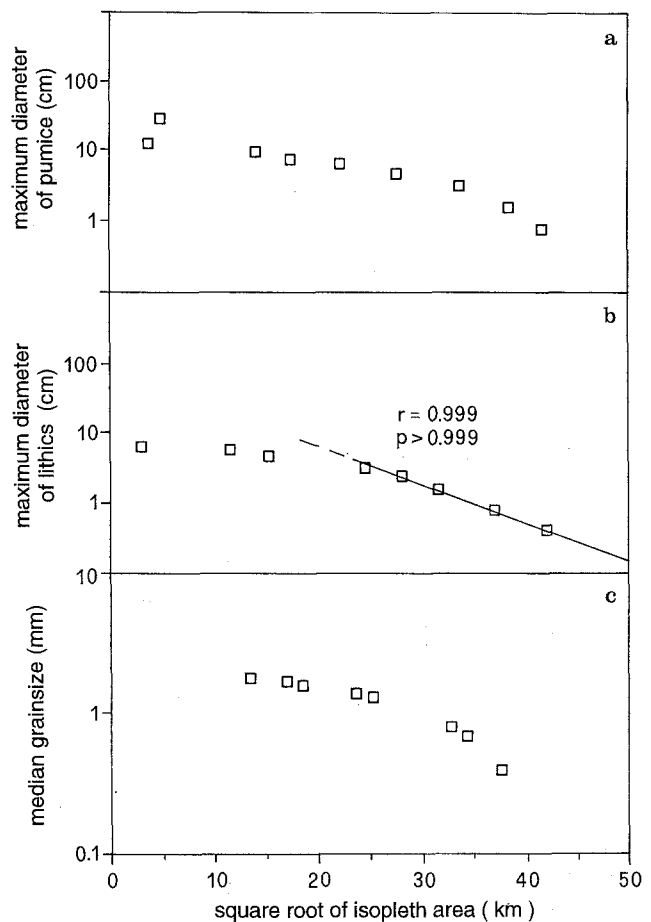 a
100
10
1
maximum diameter
of pumice (cm)
b
100
10
1
maximum diameter
of lithics (cm)
r = 0.999
p > 0.999
c
10
1
0.1
median grainsize (mm)
0 10 20 30 40 50
square root of isopleth area ( km )